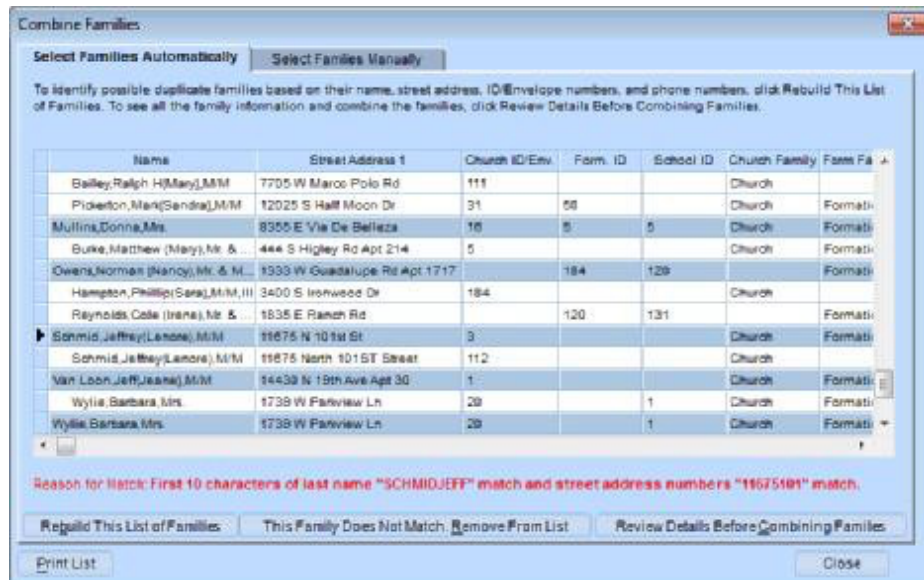 Combine Families
Select Families Automatically Select Families Manually
To identify possible duplicate families based on their name, street address, ID/Envelope numbers, and phone numbers, click Rebuild This List
of Families. To see all the family information and combine the families, click Review Details Before Combining Families.
Name Street Address 1 Church ID/Env. Form. ID School ID Church Family Form Fa
Bailey,Ralph H(Mary),M/M 7705 W Marco Polo Rd 111 Church
Pickerton,Mark(Sandra),M/M 12025 S Half Moon Dr 31 56 Church Formati
Mullins,Donna,Mrs. 8355 E Via De Belleza 16 5 5 Church Formati
Burke,Matthew (Mary),Mr. & ... 444 S Higley Rd Apt 214 5 Church Formati
Owens,Norman (Nancy),Mr. & M... 1333 W Guadalupe Rd Apt 1717 184 129 Formati
Hampton,Phillip(Sara),M/M,III 3400 S Ironwood Dr 184 Church
Reynolds,Cole (Irene),Mr. & ... 1835 E Ranch Rd 120 131 Formati
Schmid,Jeffrey(Lenore),M/M 11675 N 101st St 3 Church Formati
Schmid,Jeffrey(Lenore),M/M 11675 North 101ST Street 112 Church
Van Loon,Jeff(Jeane),M/M 14439 N 19th Ave Apt 30 1 Church Formati
Wylie,Barbara,Mrs. 1739 W Parkview Ln 29 1 Church Formati
Wylie,Barbara,Mrs. 1739 W Parkview Ln 29 1 Church Formati
Reason for Match: First 10 characters of last name "SCHMIDJEFF" match and street address numbers "11675101" match.
Rebuild This List of Families This Family Does Not Match. Remove From List Review Details Before Combining Families
Print List Close